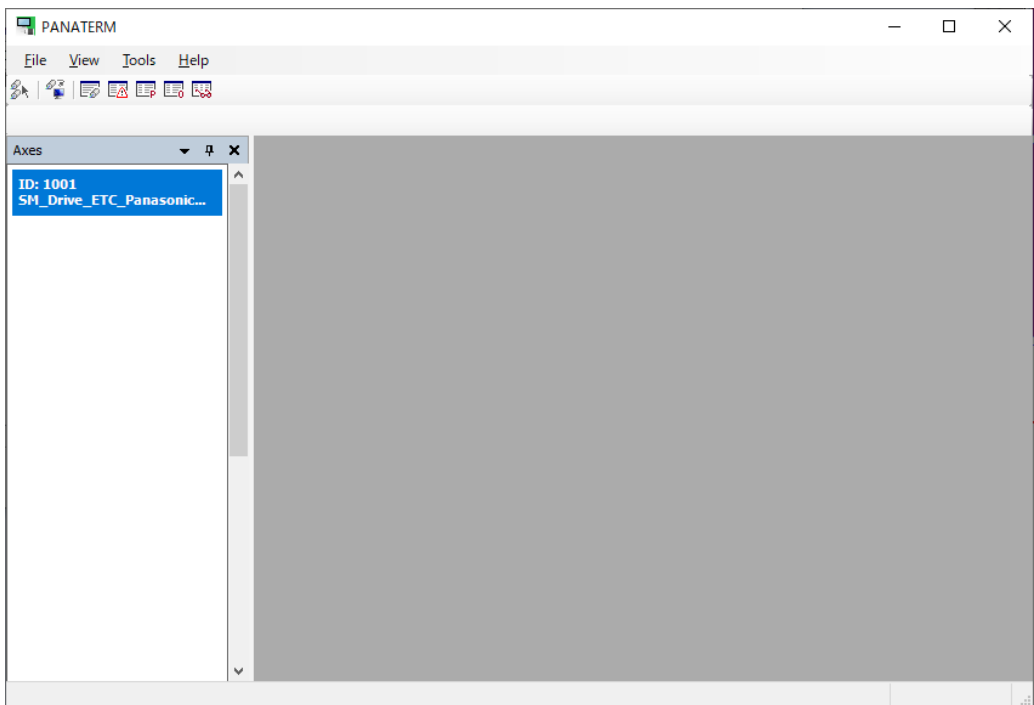 PANATERM
File View Tools Help
Axes
ID: 1001
SM_Drive_ETC_Panasonic...